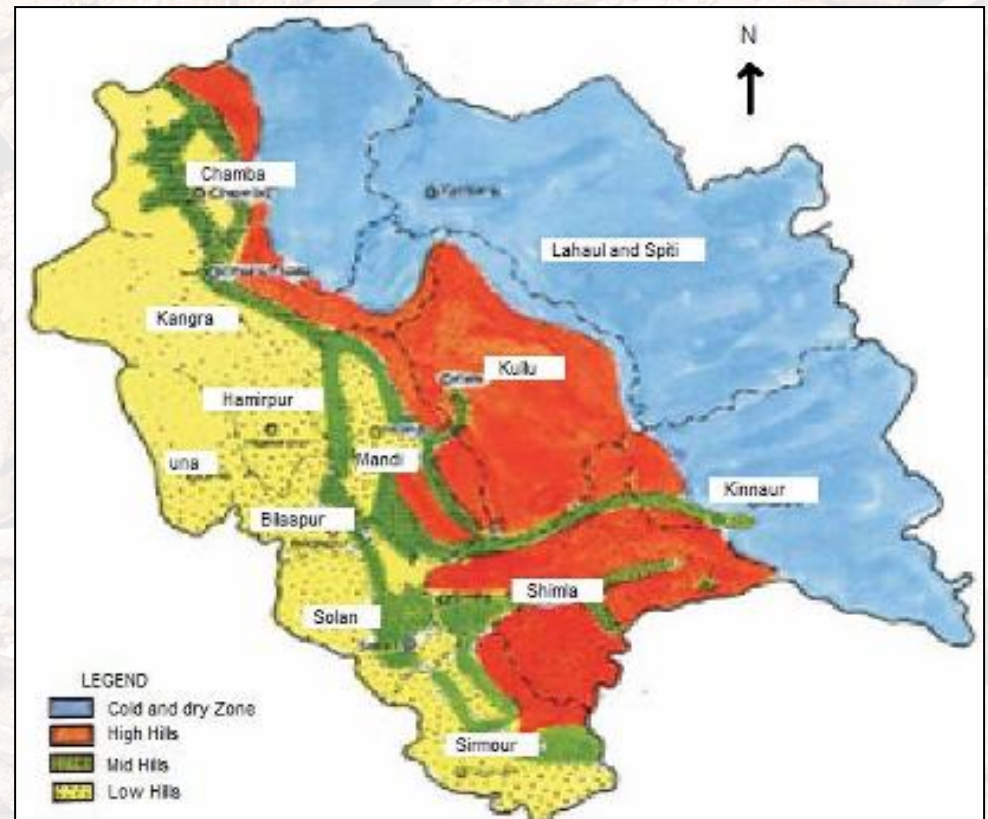 N
Chamba
Lahaul and Spiti
Kangra
Kullu
Hamirpur
Mandi
una
Kinnaur
Bilaspur
Shimla
Solan
Sirmour
LEGEND
Cold and dry Zone
High Hills
Mid Hills
Low Hills